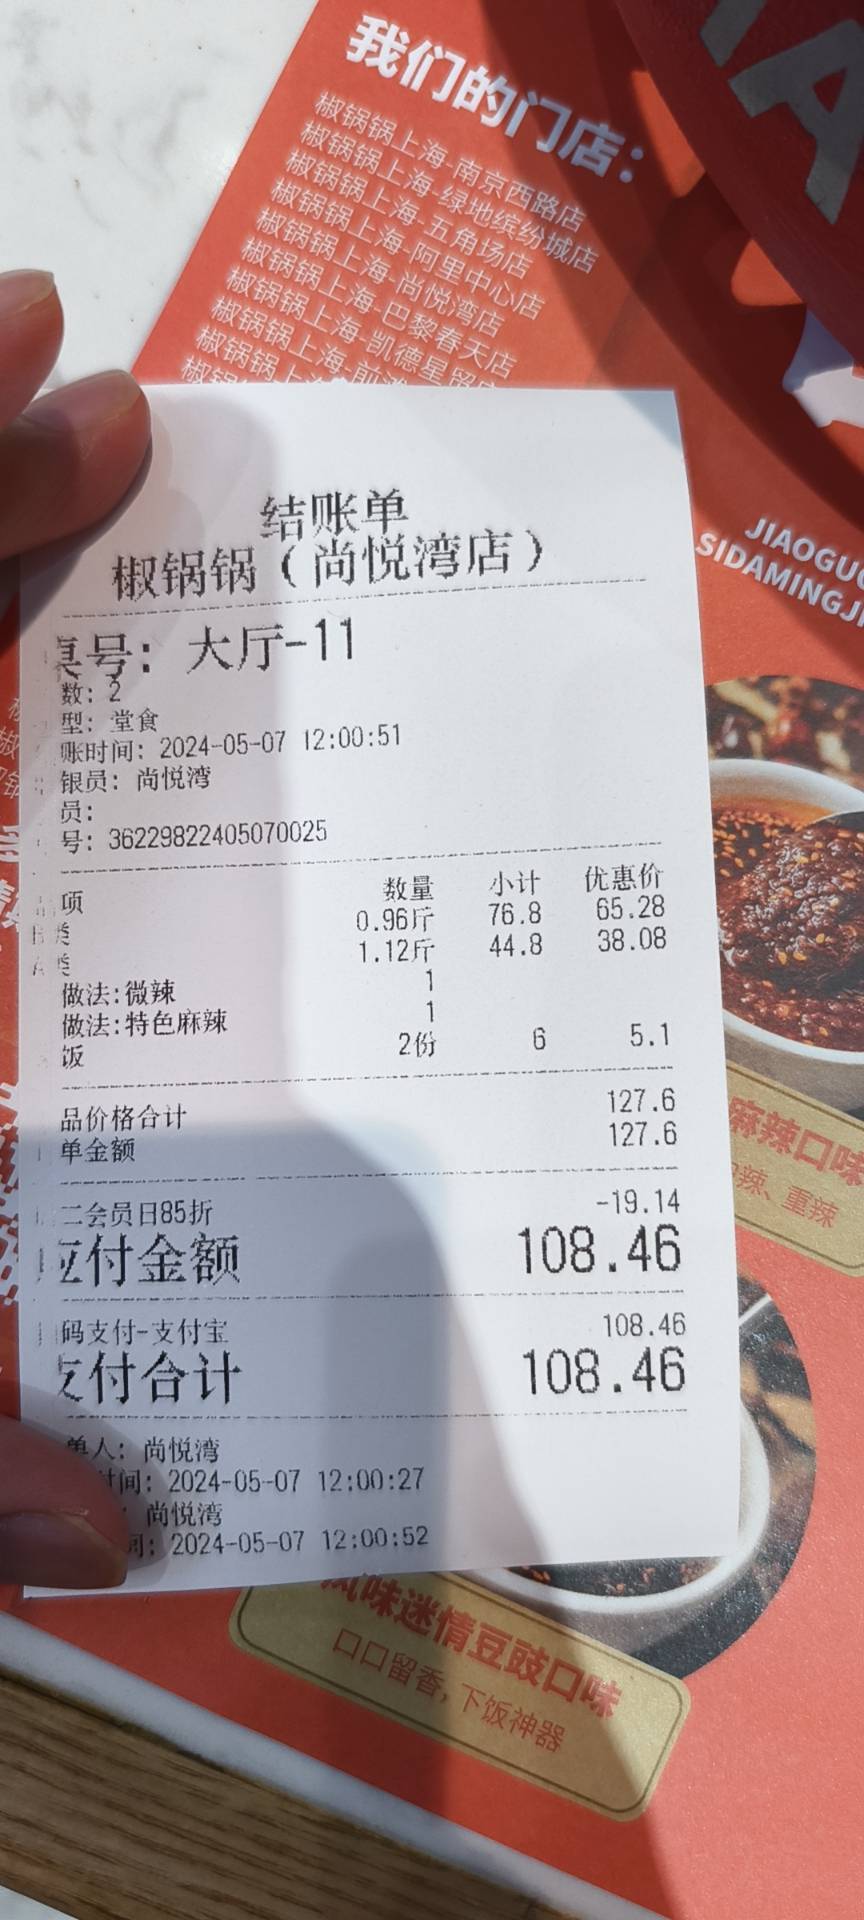 我们的门店：
椒锅锅上海-南京西路店
椒锅锅上海-绿地缤纷城店
椒锅锅上海-五角场店
椒锅锅上海-阿里中心店
椒锅锅上海-尚悦湾店
椒锅锅上海-巴黎春天店
椒锅锅上海-凯德星
椒锅锅上海-前
JIAOGU
SIDAMINGJI
结账单
椒锅锅（尚悦湾店）
桌号: 大厅-11
数: 2
型: 堂食
账时间: 2024-05-07 12:00:51
银员: 尚悦湾
员:
号: 36229822405070025
项 数量 小计 优惠价
类 0.96斤 76.8 65.28
类 1.12斤 44.8 38.08
做法:微辣 1
做法:特色麻辣 1
饭 2份 6 5.1
品价格合计 127.6
单金额 127.6
二会员日85折 -19.14
应付金额 108.46
码支付-支付宝 108.46
支付合计 108.46
单人: 尚悦湾
时间: 2024-05-07 12:00:27
: 尚悦湾
间: 2024-05-07 12:00:52
麻辣口味
辣、重辣
风味迷情豆豉口味
口口留香, 下饭神器